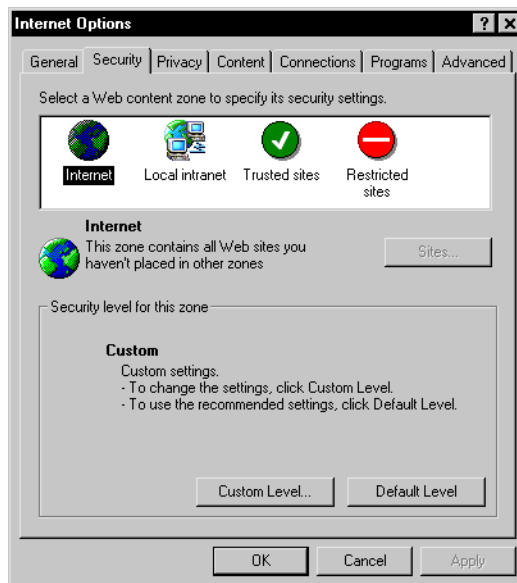 Internet Options
General Security Privacy Content Connections Programs Advanced
Select a Web content zone to specify its security settings.
Internet Local intranet Trusted sites Restricted
sites
Internet
This zone contains all Web sites you
haven't placed in other zones
Sites...
Security level for this zone
Custom
Custom settings.
- To change the settings, click Custom Level.
- To use the recommended settings, click Default Level.
Custom Level... Default Level
OK Cancel Apply